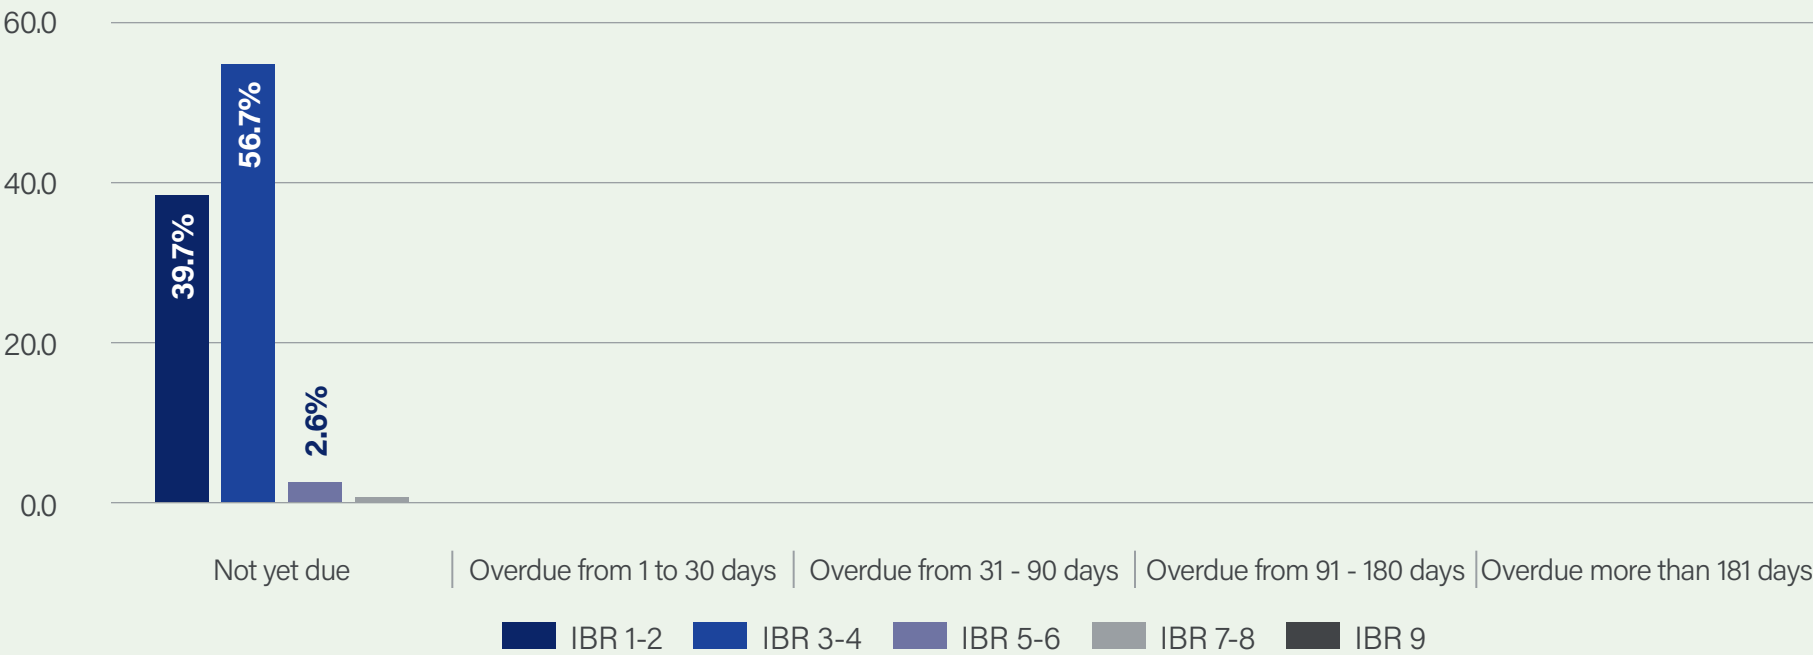 60.0
40.0
20.0
0.0
39.7%
56.7%
2.6%
Not yet due
Overdue from 1 to 30 days
Overdue from 31 - 90 days
Overdue from 91 - 180 days
Overdue more than 181 days
IBR 1-2
IBR 3-4
IBR 5-6
IBR 7-8
IBR 9